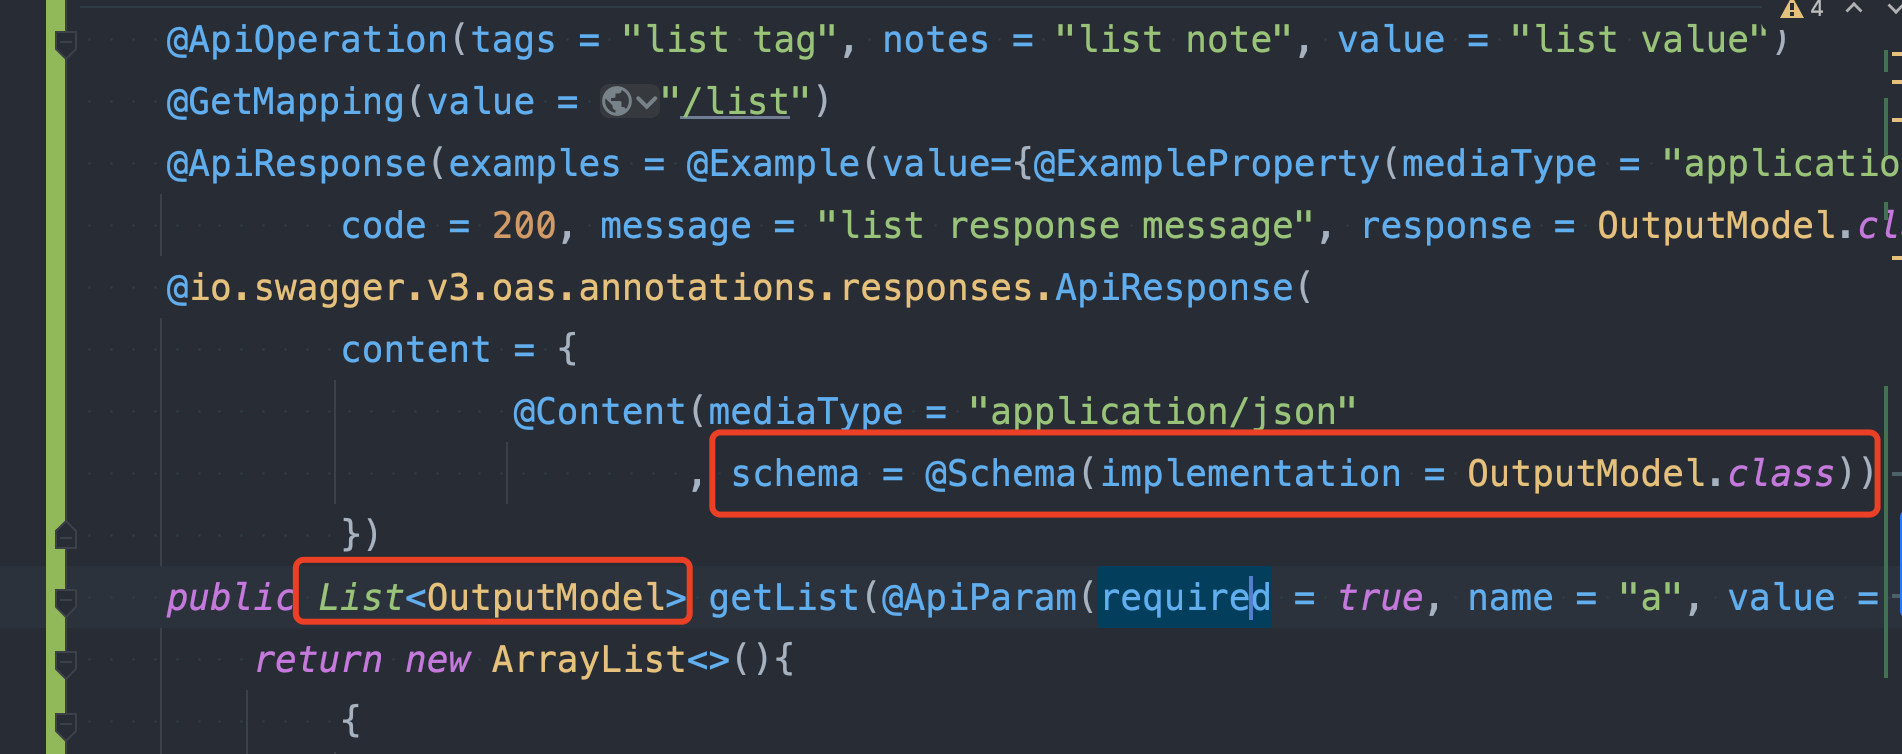 4
@ApiOperation(tags = "list tag", notes = "list note", value = "list value")
@GetMapping(value = "/list")
@ApiResponse(examples = @Example(value={@ExampleProperty(mediaType = "applicatio
code = 200, message = "list response message", response = OutputModel.cl
@io.swagger.v3.oas.annotations.responses.ApiResponse(
content = {
@Content(mediaType = "application/json"
, schema = @Schema(implementation = OutputModel.class))
})
public List<OutputModel> getList(@ApiParam(required = true, name = "a", value =
return new ArrayList<>(){
{